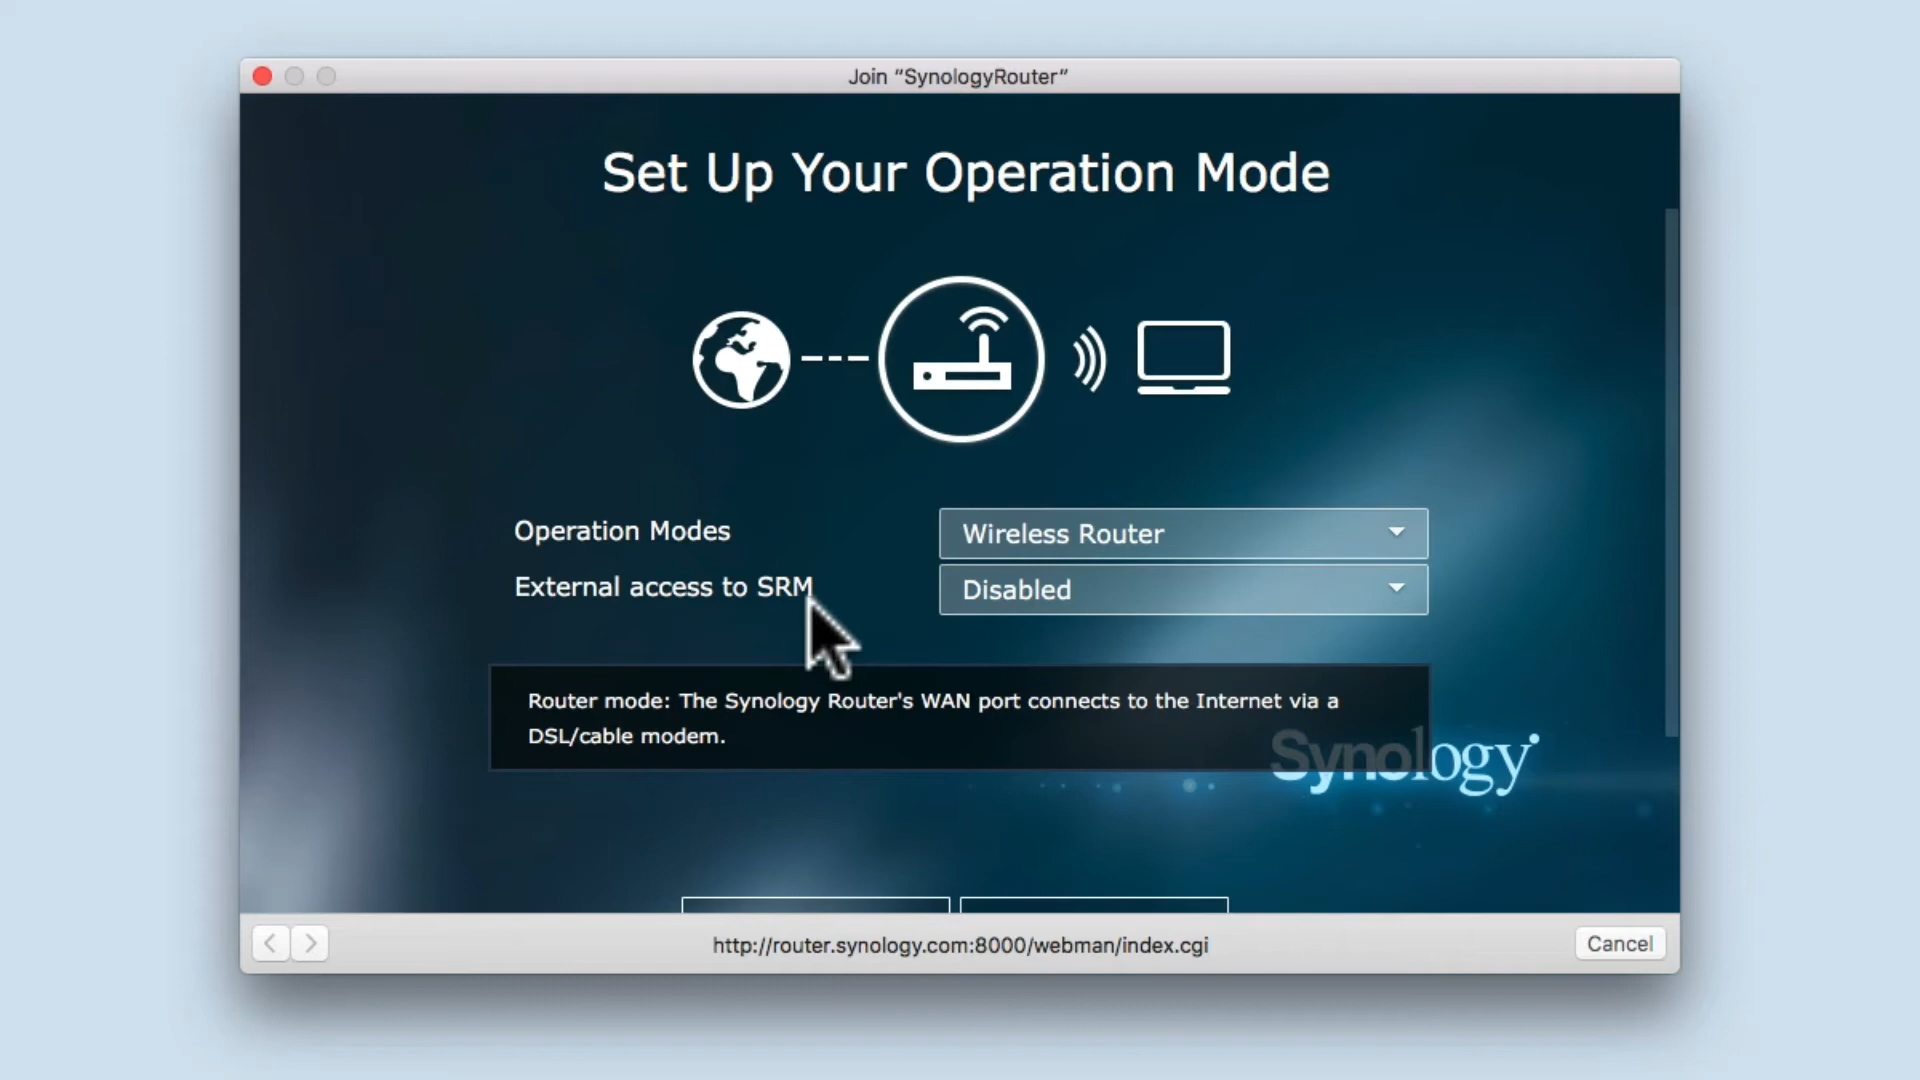 Join “SynologyRouter”
Set Up Your Operation Mode
Operation Modes
Wireless Router
External access to SRM
Disabled
Router mode: The Synology Router's WAN port connects to the Internet via a
DSL/cable modem.
Synology
http://router.synology.com:8000/webman/index.cgi
Cancel